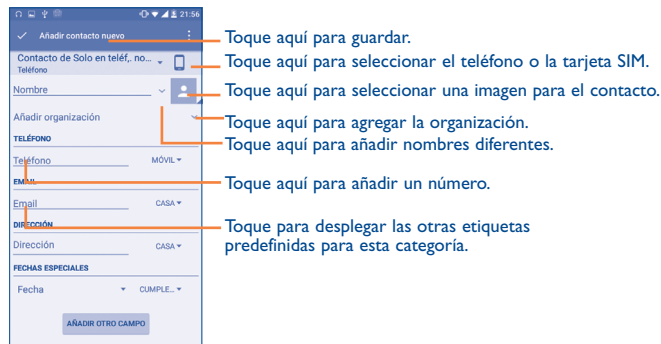 21:56
Añadir contacto nuevo
Toque aquí para guardar.
Contacto de Solo en teléf,. no...
Teléfono
Toque aquí para seleccionar el teléfono o la tarjeta SIM.
Nombre
Toque aquí para seleccionar una imagen para el contacto.
Añadir organización
Toque aquí para agregar la organización.
TELÉFONO
Toque aquí para añadir nombres diferentes.
Teléfono
MÓVIL
EMAIL
Toque aquí para añadir un número.
Email
CASA
DIRECCIÓN
Toque para desplegar las otras etiquetas
predefinidas para esta categoría.
Dirección
CASA
FECHAS ESPECIALES
Fecha
CUMPLE...
AÑADIR OTRO CAMPO